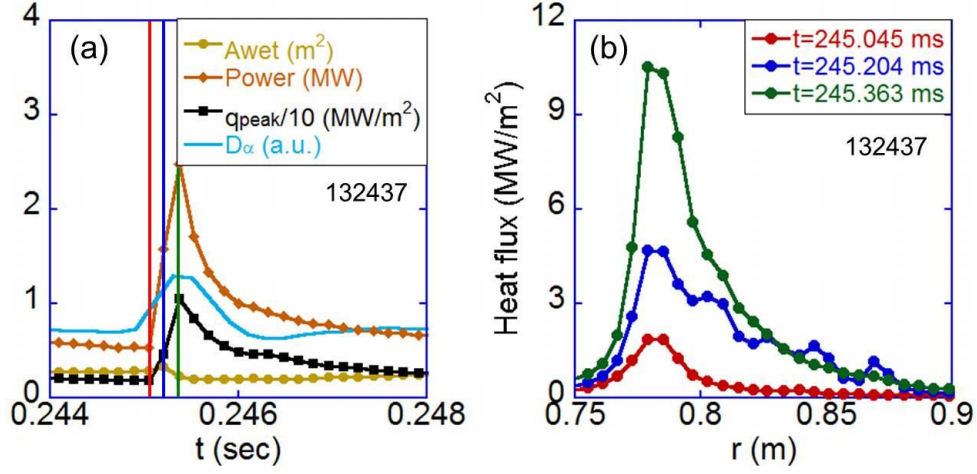 (a)
4
3
2
1
0
Awet (m²)
Power (MW)
qpeak/10 (MW/m²)
Dα (a.u.)
132437
0.244
0.246
0.248
t (sec)
(b)
12
9
6
3
0
Heat flux (MW/m²)
t=245.045 ms
t=245.204 ms
t=245.363 ms
132437
0.75
0.8
0.85
0.9
r (m)